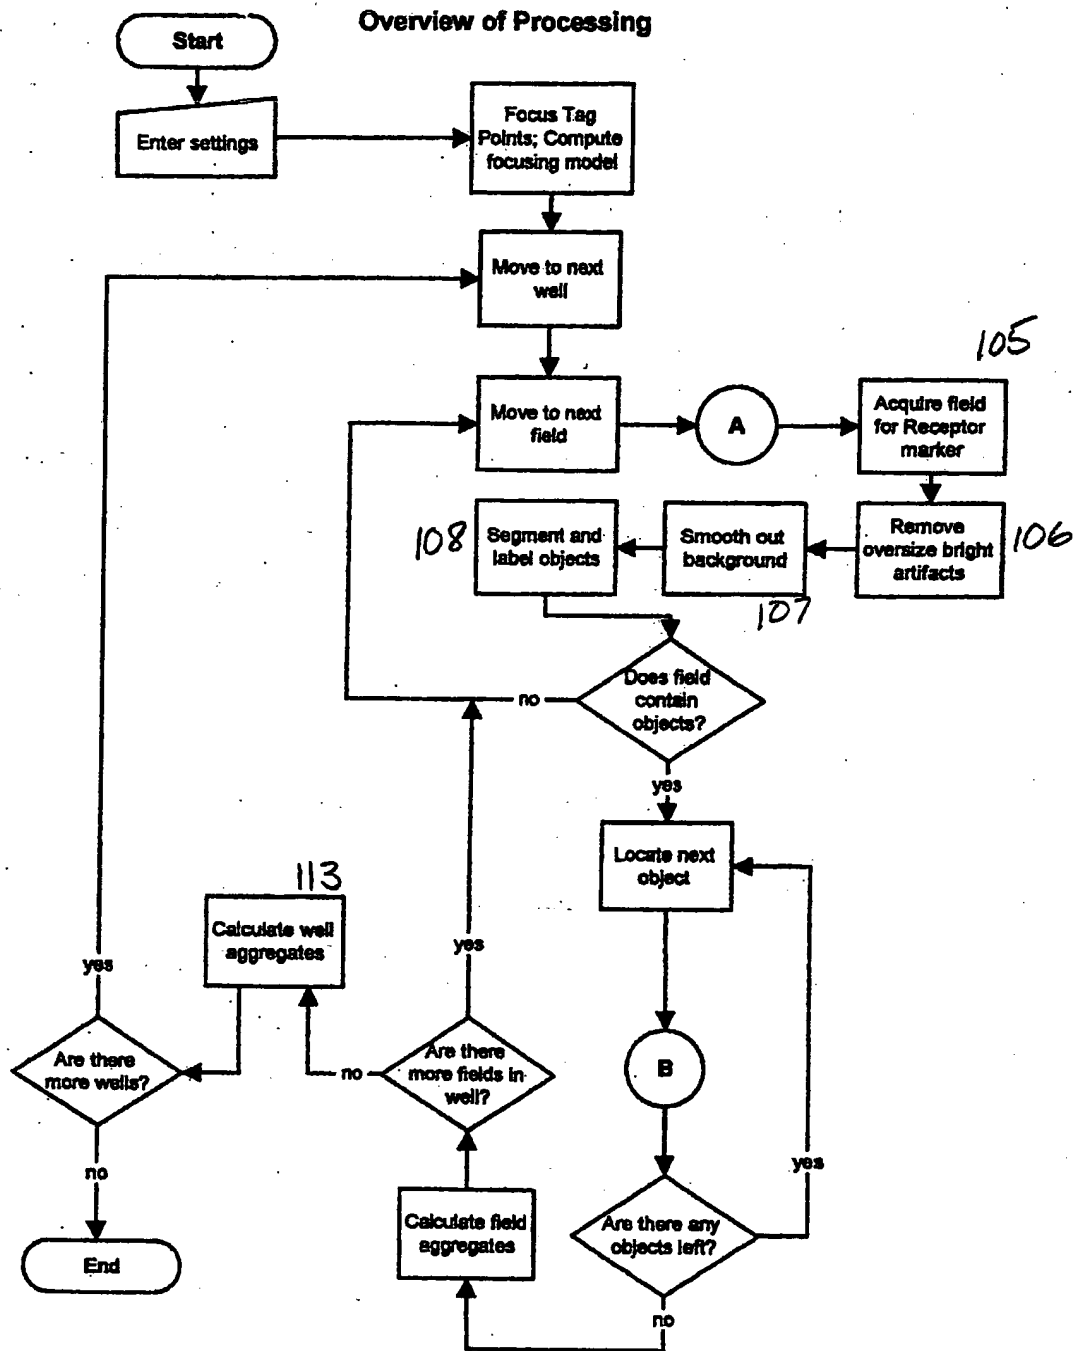 Overview of Processing
Start
Enter settings
Focus Tag
Points; Compute
focusing model
Move to next
well
Move to next
field
A
105
Acquire field
for Receptor
marker
Remove
oversize bright
artifacts
106
Smooth out
background
107
108
Segment and
label objects
Does field
contain
objects?
no
yes
Locate next
object
B
Are there any
objects left?
yes
no
Calculate field
aggregates
Are there
more fields in
well?
yes
no
113
Calculate well
aggregates
Are there
more wells?
yes
no
End